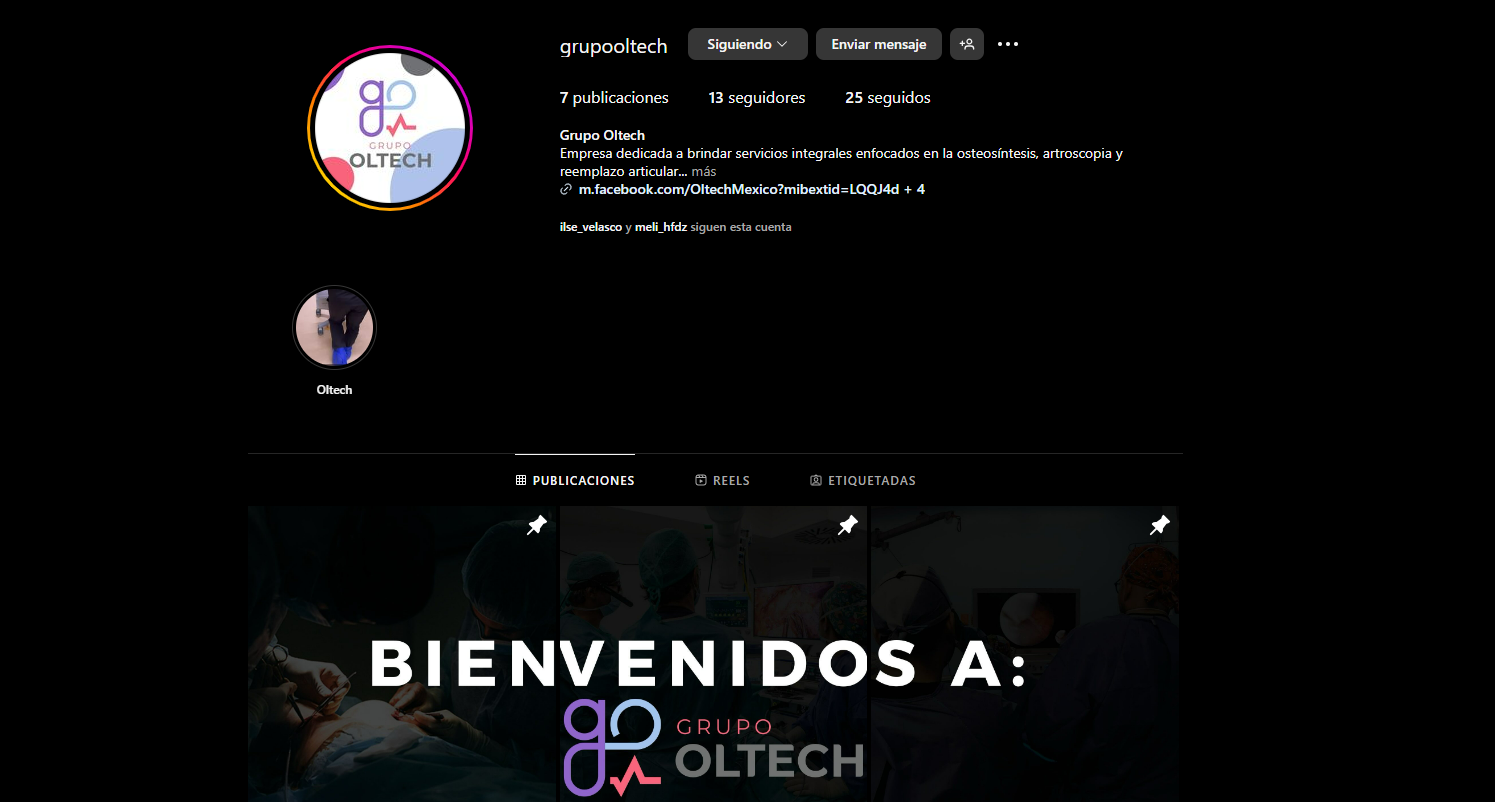 GRUPO
OLTECH
grupooltech
Siguiendo
Enviar mensaje
7 publicaciones
13 seguidores
25 seguidos
Grupo Oltech
Empresa dedicada a brindar servicios integrales enfocados en la osteosíntesis, artroscopia y
reemplazo articular... más
m.facebook.com/OltechMexico?mibextid=LQQJ4d + 4
ilse_velasco y meli_hfdz siguen esta cuenta
Oltech
PUBLICACIONES
REELS
ETIQUETADAS
BIENVENIDOS A:
GRUPO
OLTECH